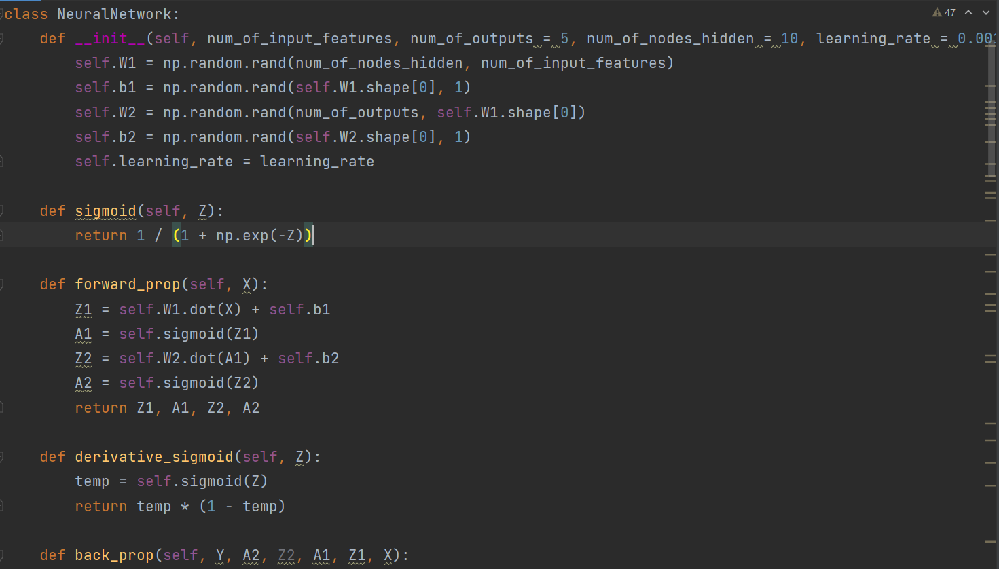 class NeuralNetwork:
47
    def __init__(self, num_of_input_features, num_of_outputs = 5, num_of_nodes_hidden = 10, learning_rate = 0.001
        self.W1 = np.random.rand(num_of_nodes_hidden, num_of_input_features)
        self.b1 = np.random.rand(self.W1.shape[0], 1)
        self.W2 = np.random.rand(num_of_outputs, self.W1.shape[0])
        self.b2 = np.random.rand(self.W2.shape[0], 1)
        self.learning_rate = learning_rate
    def sigmoid(self, Z):
        return 1 / (1 + np.exp(-Z))
    def forward_prop(self, X):
        Z1 = self.W1.dot(X) + self.b1
        A1 = self.sigmoid(Z1)
        Z2 = self.W2.dot(A1) + self.b2
        A2 = self.sigmoid(Z2)
        return Z1, A1, Z2, A2
    def derivative_sigmoid(self, Z):
        temp = self.sigmoid(Z)
        return temp * (1 - temp)
    def back_prop(self, Y, A2, Z2, A1, Z1, X):